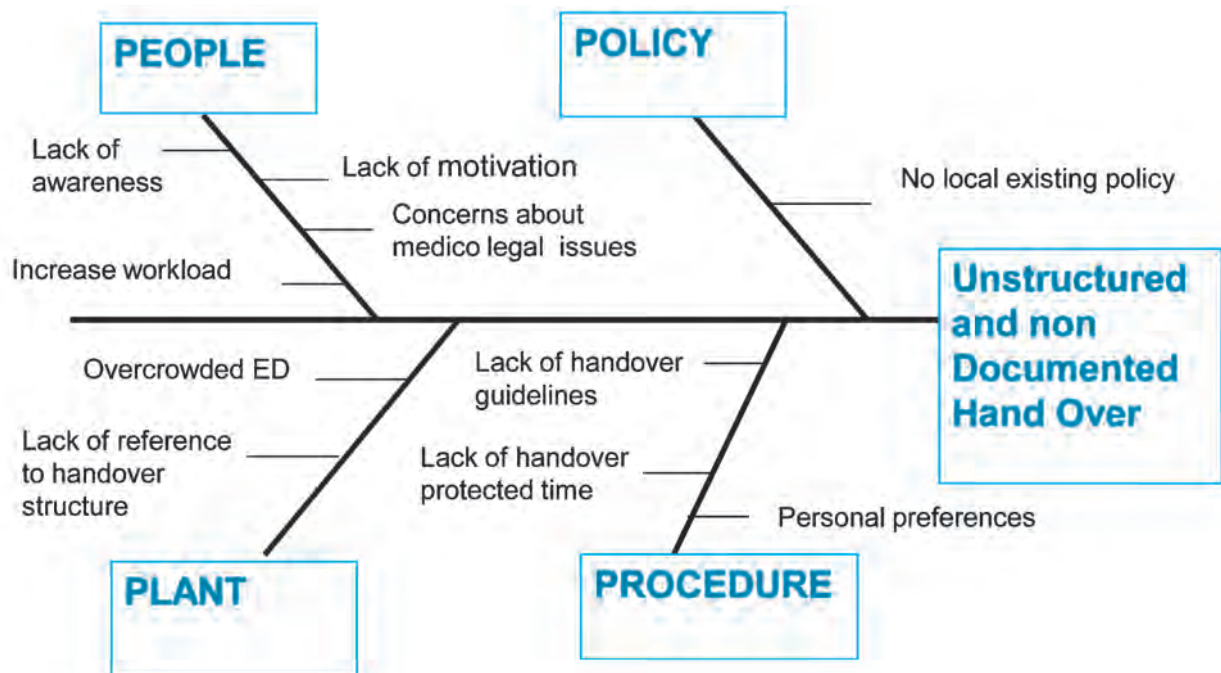 PEOPLE
POLICY
Lack of
awareness
Lack of motivation
Concerns about
medico legal issues
Increase workload
No local existing policy
Unstructured
and non
Documented
Hand Over
Overcrowded ED
Lack of reference
to handover
structure
Lack of handover
guidelines
Lack of handover
protected time
Personal preferences
PLANT
PROCEDURE